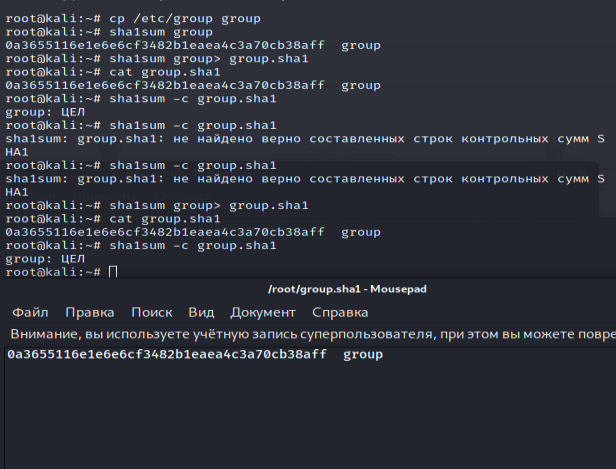 root@kali:~# cp /etc/group group
root@kali:~# sha1sum group
0a3655116e1e6e6cf3482b1eaea4c3a70cb38aff  group
root@kali:~# sha1sum group> group.sha1
root@kali:~# cat group.sha1
0a3655116e1e6e6cf3482b1eaea4c3a70cb38aff  group
root@kali:~# sha1sum -c group.sha1
group: ЦЕЛ
root@kali:~# sha1sum -c group.sha1
sha1sum: group.sha1: не найдено верно составленных строк контрольных сумм S
HA1
root@kali:~# sha1sum -c group.sha1
sha1sum: group.sha1: не найдено верно составленных строк контрольных сумм S
HA1
root@kali:~# sha1sum group> group.sha1
root@kali:~# cat group.sha1
0a3655116e1e6e6cf3482b1eaea4c3a70cb38aff  group
root@kali:~# sha1sum -c group.sha1
group: ЦЕЛ
root@kali:~#
/root/group.sha1 - Mousepad
Файл Правка Поиск Вид Документ Справка
Внимание, вы используете учётную запись суперпользователя, при этом вы можете повре
0a3655116e1e6e6cf3482b1eaea4c3a70cb38aff  group